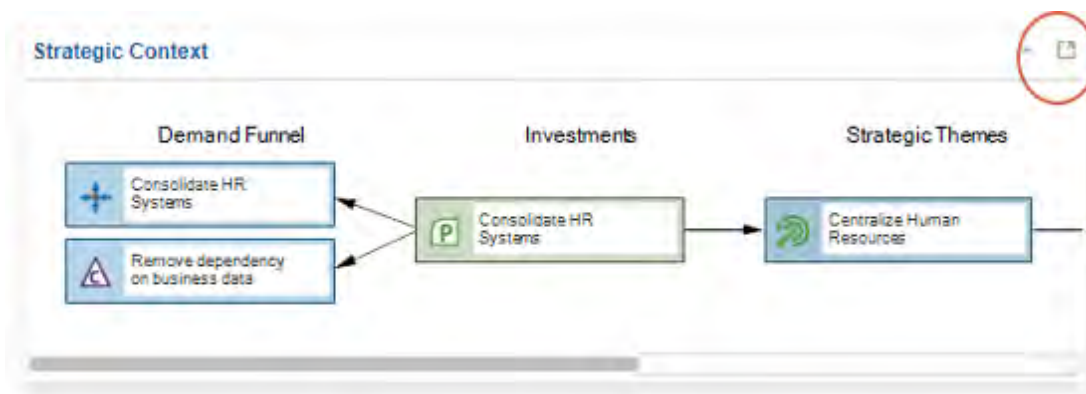 Strategic Context
Demand Funnel
Investments
Strategic Themes
Consolidate HR
Systems
Remove dependency
on business data
C
P
Consolidate HR
Systems
Centralize Human
Resources